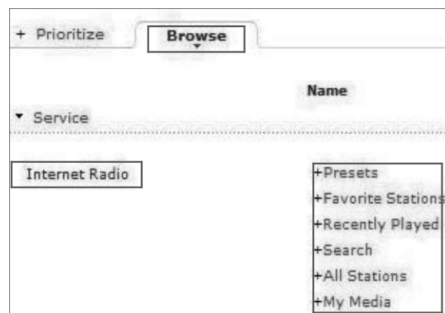 + Prioritize Browse
Name
Service
Internet Radio +Presets
+Favorite Stations
+Recently Played
+Search
+All Stations
+My Media